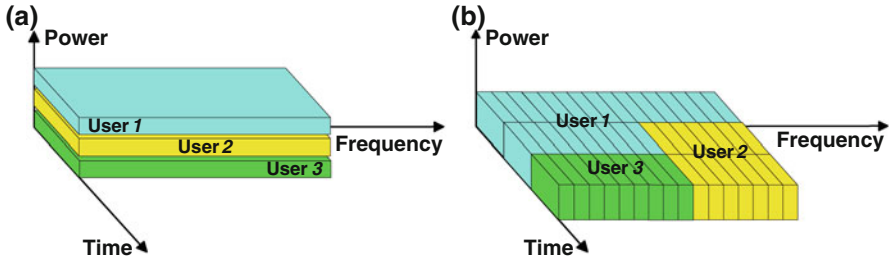 (a)
Power
User 1
User 2
User 3
Frequency
Time
(b)
Power
User 1
User 2
User 3
Frequency
Time